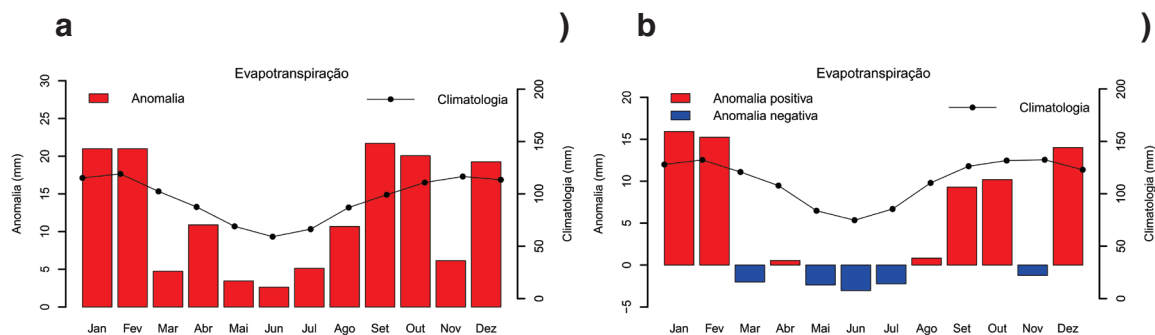 a )
Evapotranspiração
Anomalia
Climatologia
Anomalia (mm)
0 5 10 15 20 25 30
Climatologia (mm)
0 50 100 150 200
Jan Fev Mar Abr Mai Jun Jul Ago Set Out Nov Dez
b )
Evapotranspiração
Anomalia positiva
Anomalia negativa
Climatologia
Anomalia (mm)
−5 0 5 10 15 20
Climatologia (mm)
0 50 100 150 200
Jan Fev Mar Abr Mai Jun Jul Ago Set Out Nov Dez